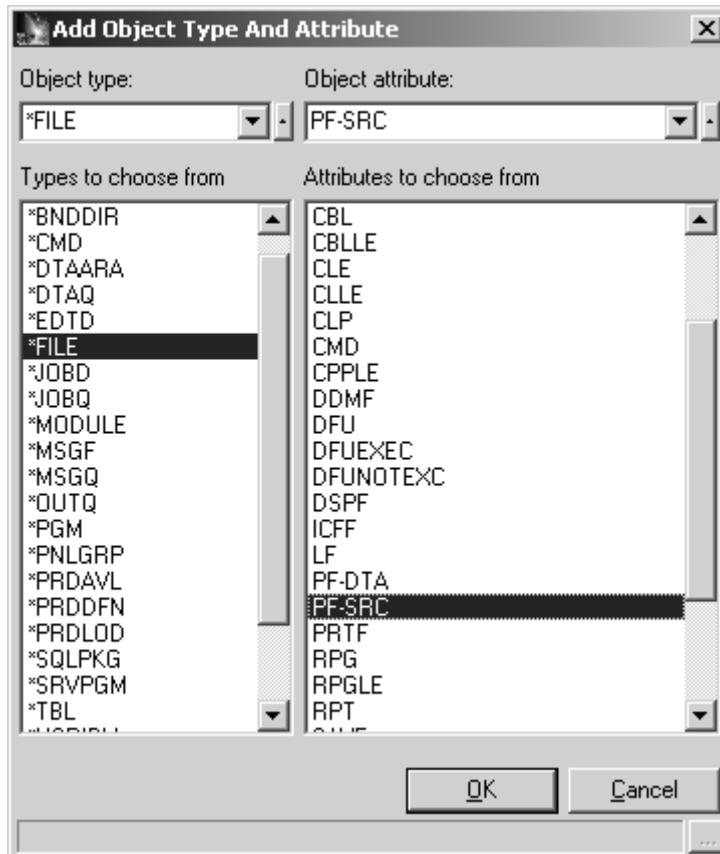 Add Object Type And Attribute
Object type:
Object attribute:
*FILE
PF-SRC
Types to choose from
Attributes to choose from
*BNDDIR
*CMD
*DTAARA
*DTAQ
*EDTD
*FILE
*JOBD
*JOBQ
*MODULE
*MSGF
*MSGQ
*OUTQ
*PGM
*PNLGRP
*PRDAVL
*PRDDFN
*PRDLOD
*SQLPKG
*SRVPGM
*TBL
CBL
CBLLE
CLE
CLLE
CLP
CMD
CPPLE
DDMF
DFU
DFUEXEC
DFUNOTEXC
DSPF
ICFF
LF
PF-DTA
PF-SRC
PRTF
RPG
RPGLE
RPT
OK
Cancel
...